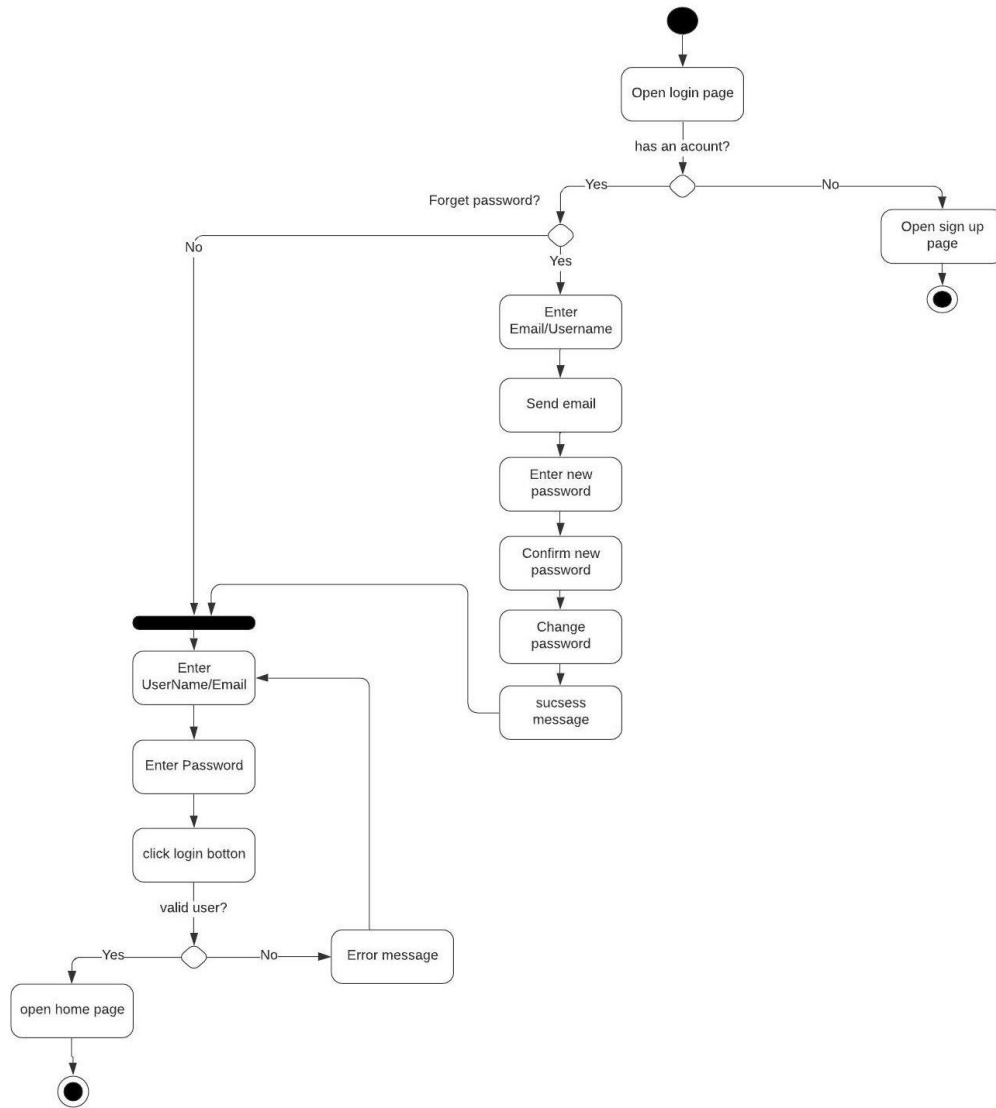 Open login page
has an acount?
Yes
No
Forget password?
Open sign up
page
No
Yes
Enter
Email/Username
Send email
Enter new
password
Confirm new
password
Change
password
sucsess
message
Enter
UserName/Email
Enter Password
click login botton
valid user?
Yes
No
Error message
open home page